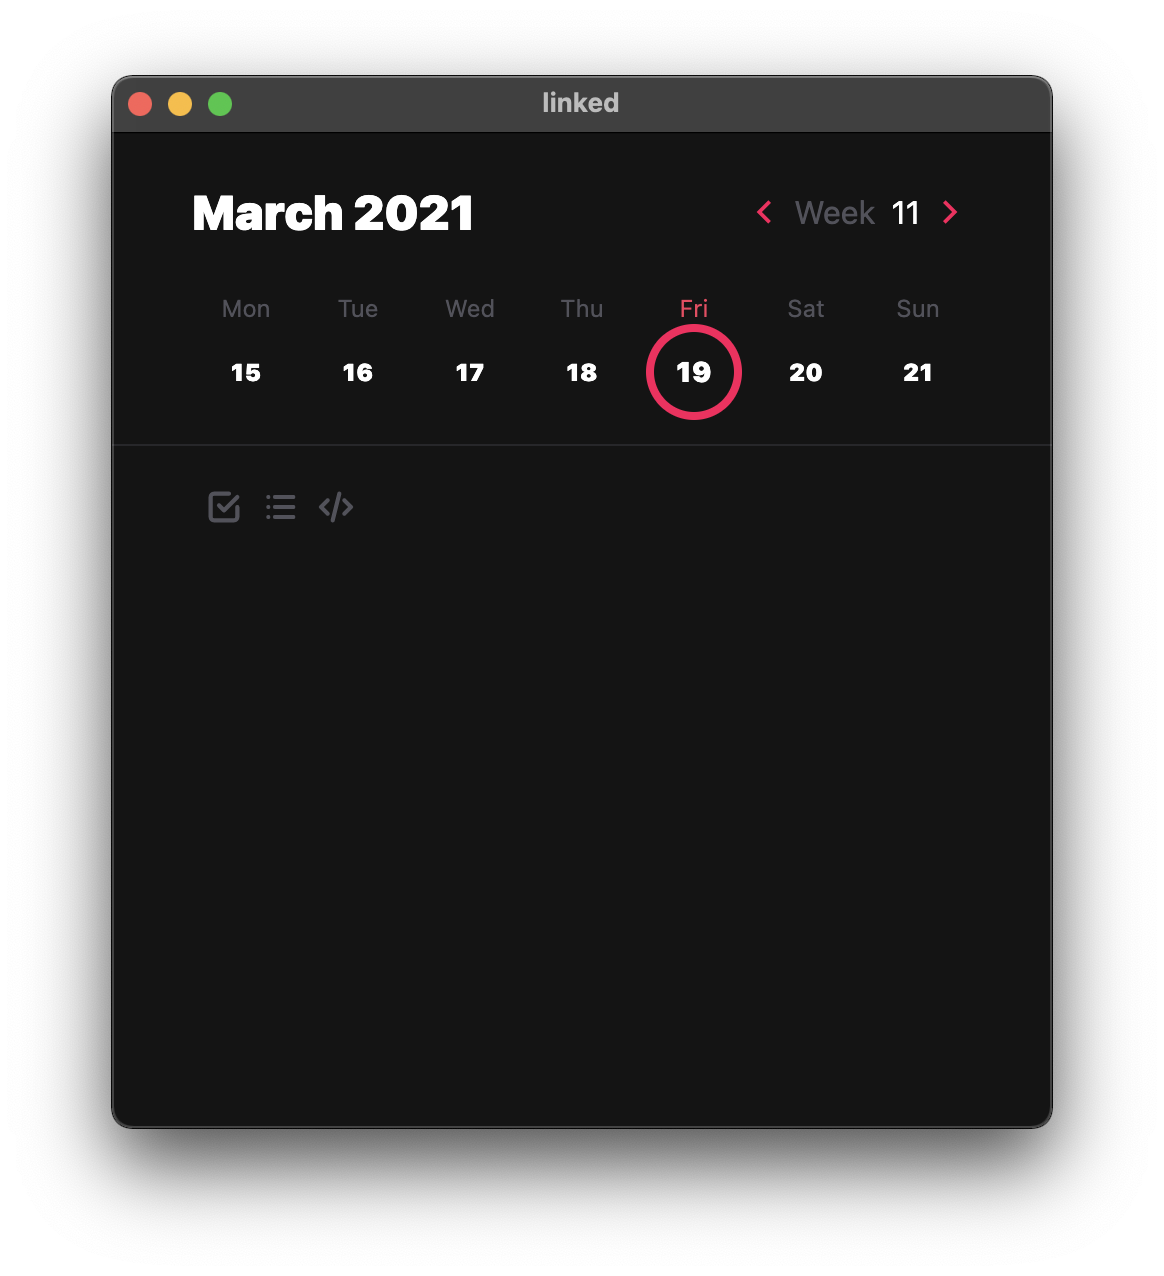 linked
March 2021
Week 11
Mon Tue Wed Thu Fri Sat Sun
15 16 17 18 19 20 21